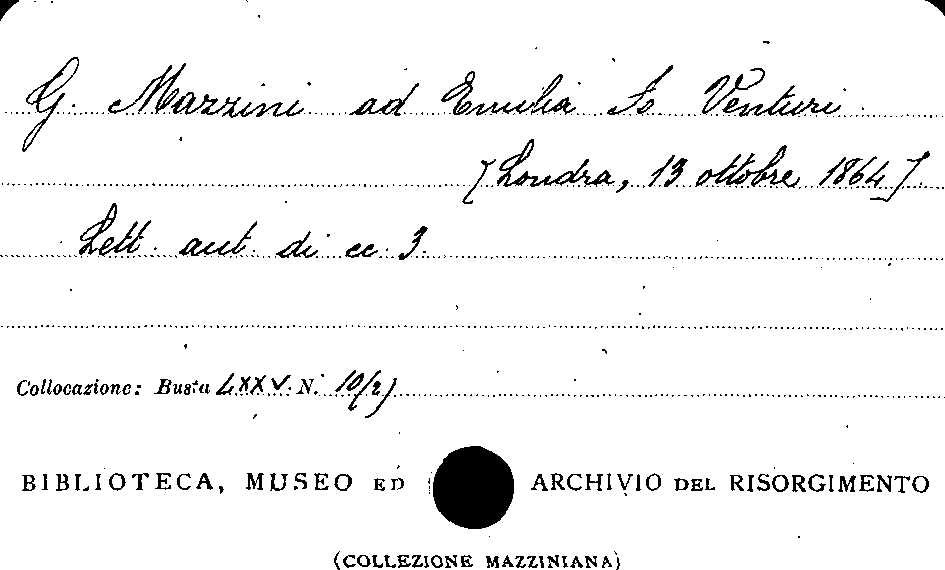 G. Mazzini ad Emilia A. Venturi.
[Londra, 13 ottobre 1864].
Lett. aut. di cc. 3.
Collocazione: Busta LXXV. N. 10(2)
BIBLIOTECA, MUSEO ED ARCHIVIO DEL RISORGIMENTO
(COLLEZIONE MAZZINIANA)